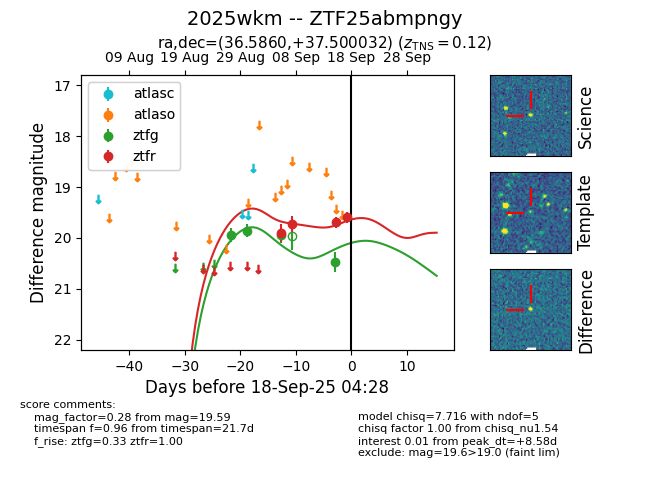 2025wkm -- ZTF25abmpngy
ra,dec=(36.5860,+37.500032) (zTNS = 0.12)
09 Aug 19 Aug 29 Aug 08 Sep 18 Sep 28 Sep
17
18
19
20
21
22
Difference magnitude
atlasc
atlaso
ztfg
ztfr
−40 −30 −20 −10 0 10
Days before 18-Sep-25 04:28
Science
Template
Difference
score comments:
mag_factor=0.28 from mag=19.59
timespan f=0.96 from timespan=21.7d
f_rise: ztfg=0.33 ztfr=1.00
model chisq=7.716 with ndof=5
chisq factor 1.00 from chisq_nu1.54
interest 0.01 from peak_dt=+8.58d
exclude: mag=19.6>19.0 (faint lim)